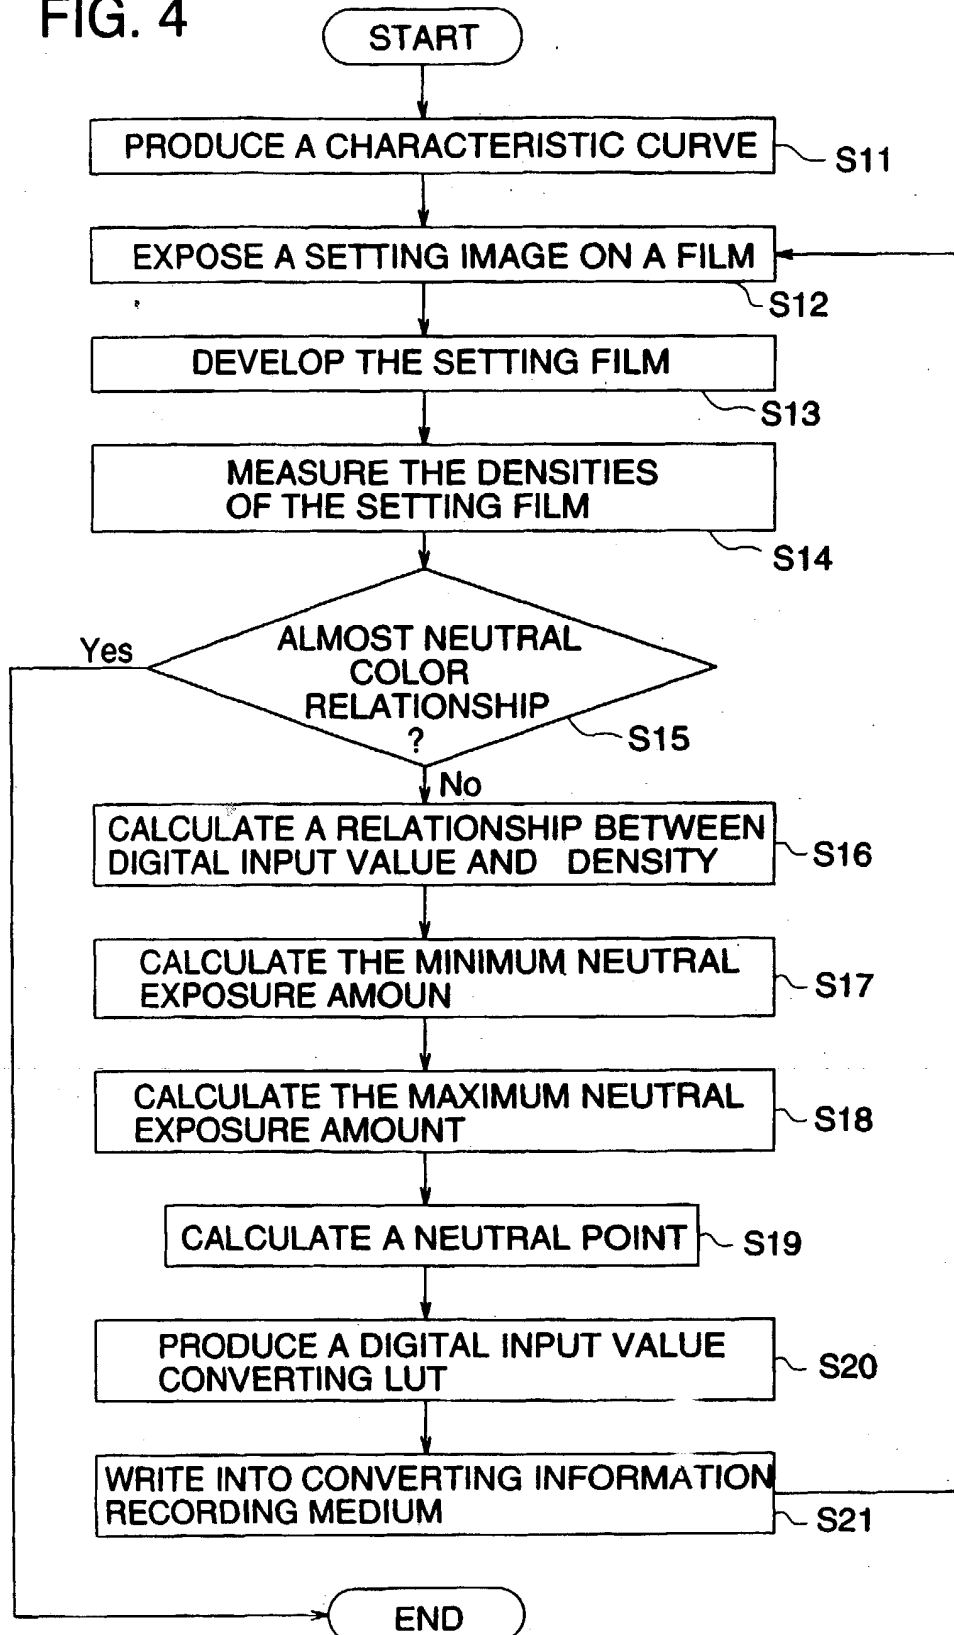 FIG. 4
START
PRODUCE A CHARACTERISTIC CURVE
S11
EXPOSE A SETTING IMAGE ON A FILM
S12
DEVELOP THE SETTING FILM
S13
MEASURE THE DENSITIES
OF THE SETTING FILM
S14
Yes
ALMOST NEUTRAL
COLOR
RELATIONSHIP
?
S15
No
CALCULATE A RELATIONSHIP BETWEEN
DIGITAL INPUT VALUE AND DENSITY
S16
CALCULATE THE MINIMUM NEUTRAL
EXPOSURE AMOUN
S17
CALCULATE THE MAXIMUM NEUTRAL
EXPOSURE AMOUNT
S18
CALCULATE A NEUTRAL POINT
S19
PRODUCE A DIGITAL INPUT VALUE
CONVERTING LUT
S20
WRITE INTO CONVERTING INFORMATION
RECORDING MEDIUM
S21
END